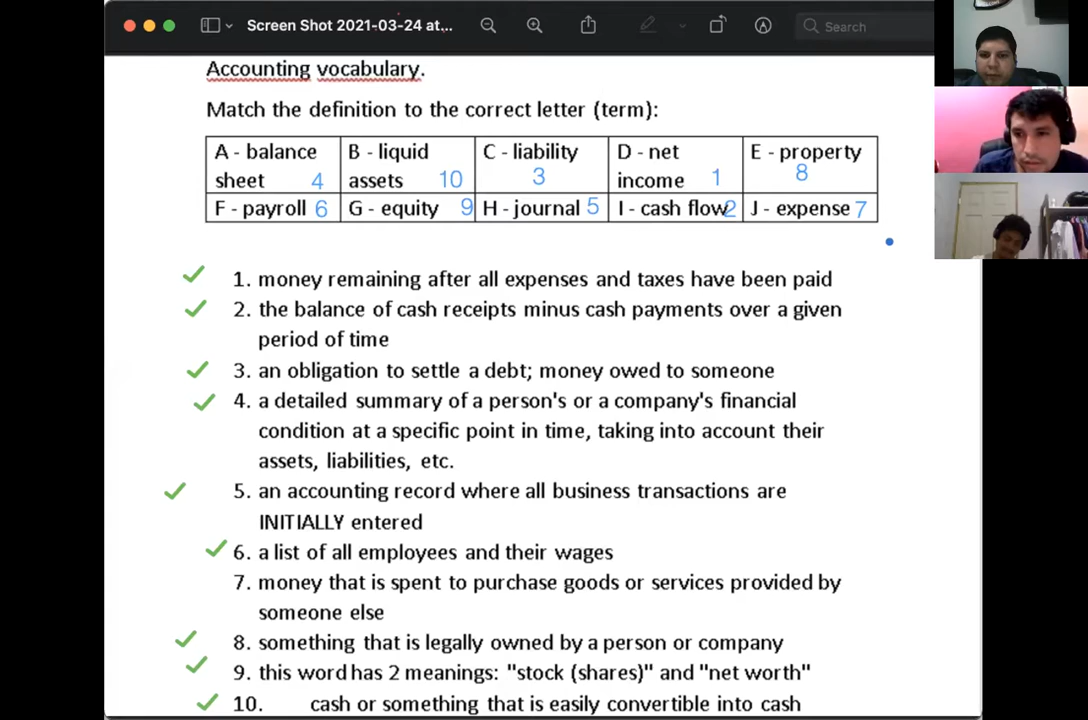 Screen Shot 2021-03-24 at...
Search
Accounting vocabulary.
Match the definition to the correct letter (term):
A - balance sheet 4
B - liquid assets 10
C - liability 3
D - net income 1
E - property 8
F - payroll 6
G - equity 9
H - journal 5
I - cash flow 2
J - expense 7
1. money remaining after all expenses and taxes have been paid
2. the balance of cash receipts minus cash payments over a given
period of time
3. an obligation to settle a debt; money owed to someone
4. a detailed summary of a person's or a company's financial
condition at a specific point in time, taking into account their
assets, liabilities, etc.
5. an accounting record where all business transactions are
INITIALLY entered
6. a list of all employees and their wages
7. money that is spent to purchase goods or services provided by
someone else
8. something that is legally owned by a person or company
9. this word has 2 meanings: "stock (shares)" and "net worth"
10. cash or something that is easily convertible into cash